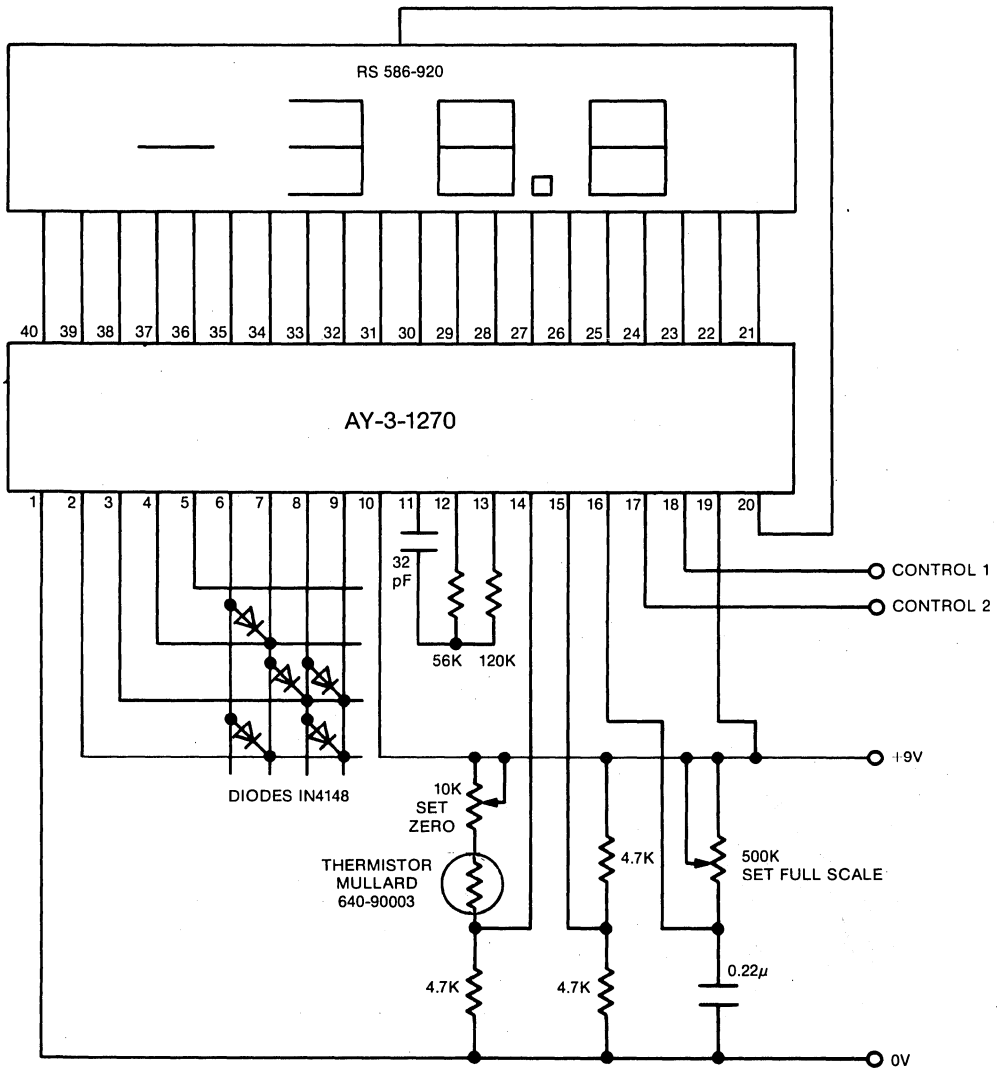 RS 586-920
40 39 38 37 36 35 34 33 32 31 30 29 28 27 26 25 24 23 22 21
AY-3-1270
1 2 3 4 5 6 7 8 9 10 11 12 13 14 15 16 17 18 19 20
32
pF
CONTROL 1
CONTROL 2
56K 120K
+9V
DIODES IN4148
10K
SET
ZERO
THERMISTOR
MULLARD
640-90003
4.7K
500K
SET FULL SCALE
4.7K
4.7K
0.22μ
0V